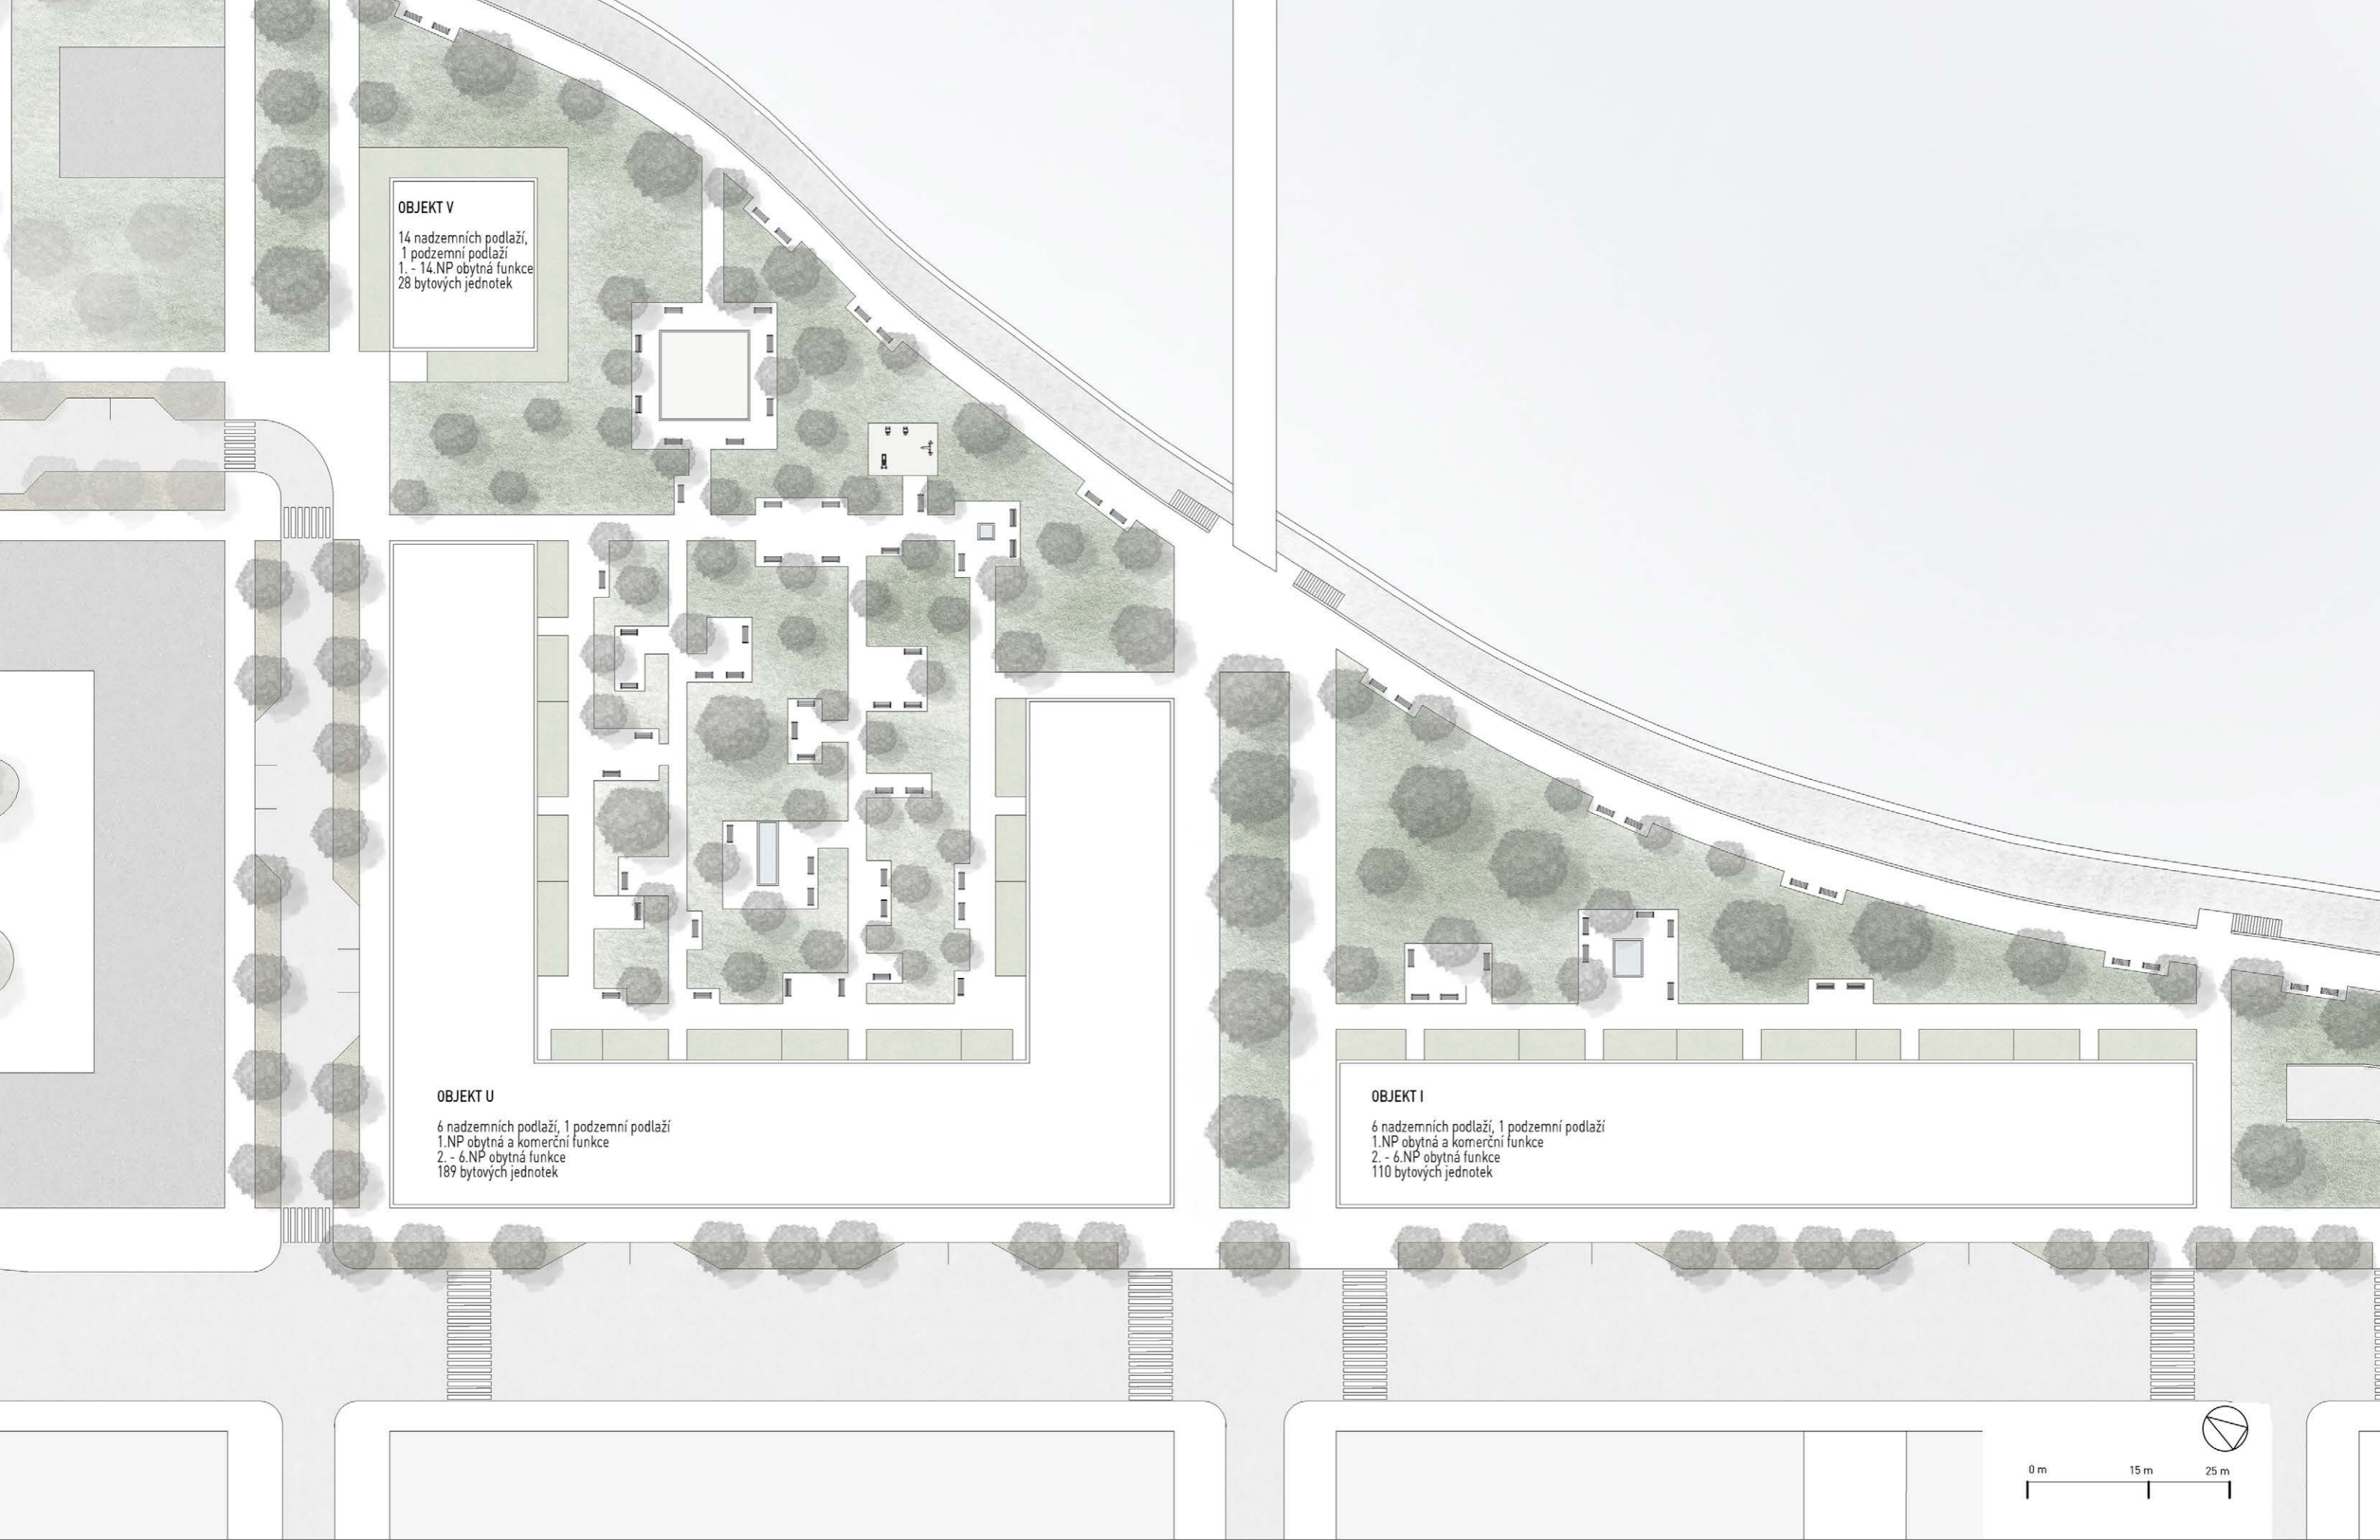 OBJEKT V
14 nadzemních podlaží,
1 podzemní podlaží
1. - 14.NP obytná funkce
28 bytových jednotek
OBJEKT U
6 nadzemních podlaží, 1 podzemní podlaží
1.NP obytná a komerční funkce
2. - 6.NP obytná funkce
189 bytových jednotek
OBJEKT I
6 nadzemních podlaží, 1 podzemní podlaží
1.NP obytná a komerční funkce
2. - 6.NP obytná funkce
110 bytových jednotek
0 m 15 m 25 m